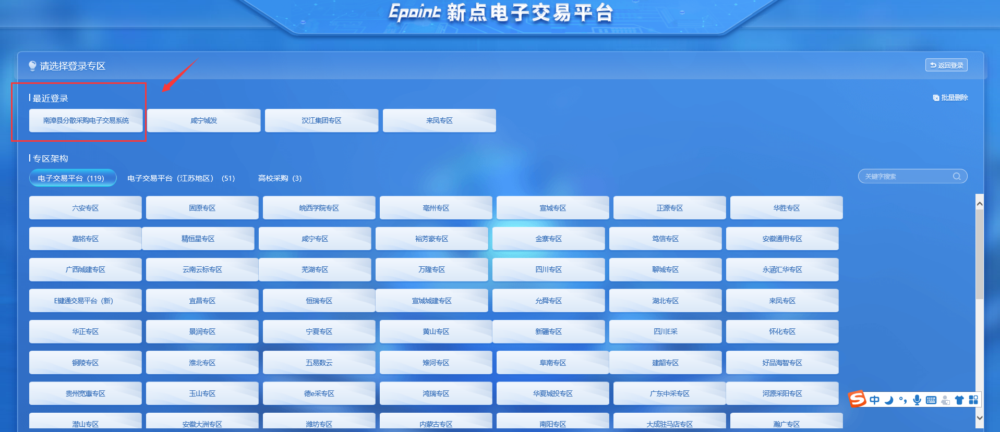 Epoint 新点电子交易平台
请选择登录专区
返回登录
最近登录
批量删除
南漳县分散采购电子交易系统
咸宁城发
汉江集团专区
来凤专区
专区架构
电子交易平台（119）
电子交易平台（江苏地区）（51）
高校采购（3）
关键字搜索
六安专区
固原专区
皖西学院专区
亳州专区
宣城专区
正源专区
华胜专区
嘉铭专区
精恒星专区
咸宁专区
裕芳豪专区
金寨专区
笃信专区
安徽通用专区
广西城建专区
云南云标专区
芜湖专区
万隆专区
四川专区
聊城专区
永涵汇华专区
E键通交易平台（新）
宜昌专区
恒瑞专区
宣城城建专区
允舜专区
湖北专区
来凤专区
华正专区
景润专区
宁夏专区
黄山专区
新疆专区
四川E采
怀化专区
铜陵专区
淮北专区
五易数云
雉河专区
阜南专区
建韶专区
好品海智专区
贵州宽惠专区
玉山专区
德e采专区
鸿瑞专区
华夏城投专区
广东中采专区
河源采阳专区
中
潜山专区
安徽大洲专区
潍坊专区
内蒙古专区
南阳专区
大成驻马店专区
瀚广专区